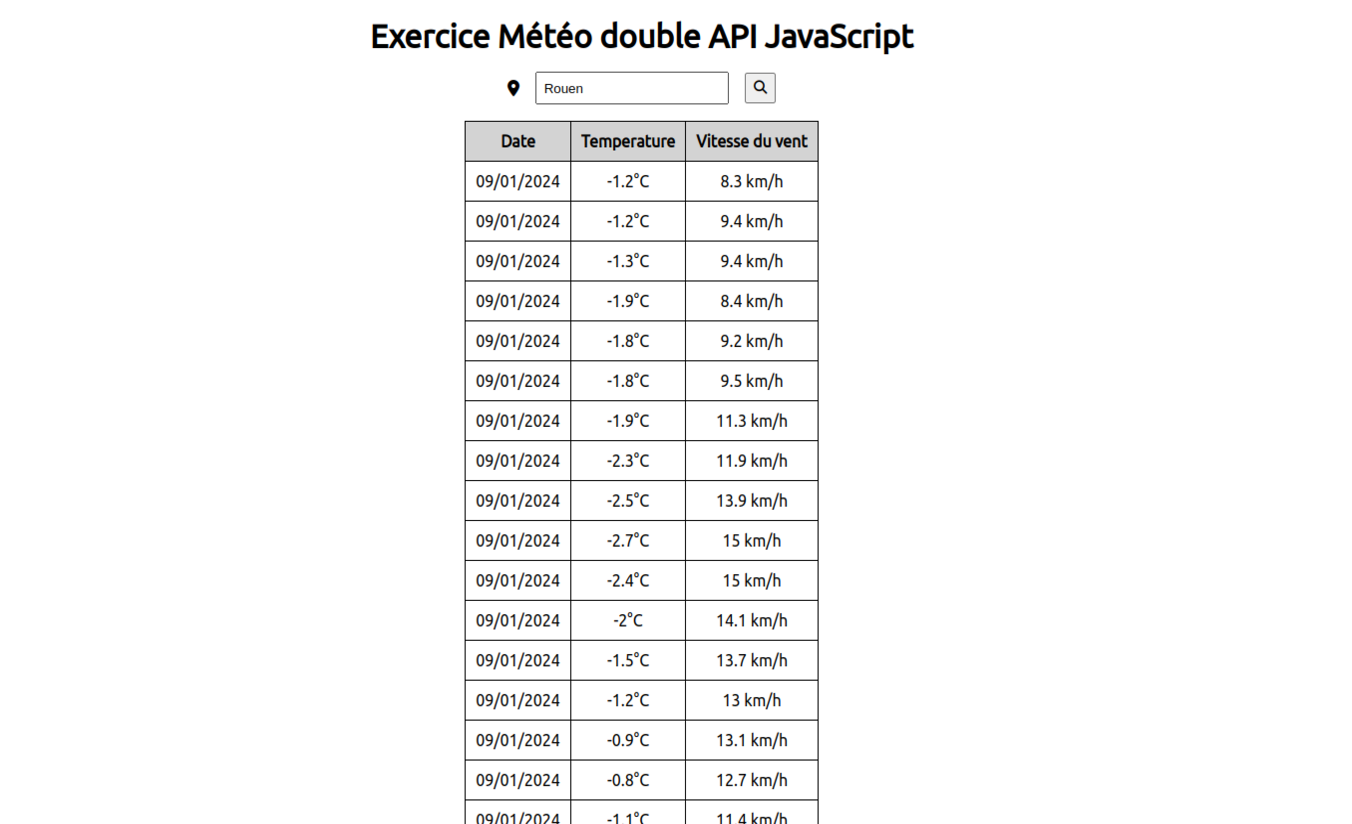 Exercice Météo double API JavaScript
Rouen
Date Temperature Vitesse du vent
09/01/2024 -1.2°C 8.3 km/h
09/01/2024 -1.2°C 9.4 km/h
09/01/2024 -1.3°C 9.4 km/h
09/01/2024 -1.9°C 8.4 km/h
09/01/2024 -1.8°C 9.2 km/h
09/01/2024 -1.8°C 9.5 km/h
09/01/2024 -1.9°C 11.3 km/h
09/01/2024 -2.3°C 11.9 km/h
09/01/2024 -2.5°C 13.9 km/h
09/01/2024 -2.7°C 15 km/h
09/01/2024 -2.4°C 15 km/h
09/01/2024 -2°C 14.1 km/h
09/01/2024 -1.5°C 13.7 km/h
09/01/2024 -1.2°C 13 km/h
09/01/2024 -0.9°C 13.1 km/h
09/01/2024 -0.8°C 12.7 km/h
09/01/2024 -1.1°C 11.4 km/h